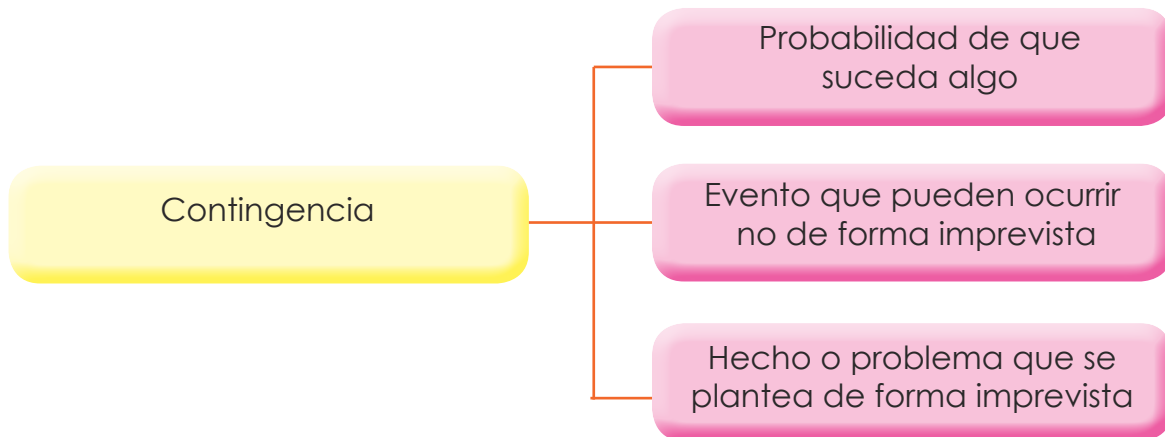 Contingencia
Probabilidad de que
suceda algo
Evento que pueden ocurrir
no de forma imprevista
Hecho o problema que se
plantea de forma imprevista